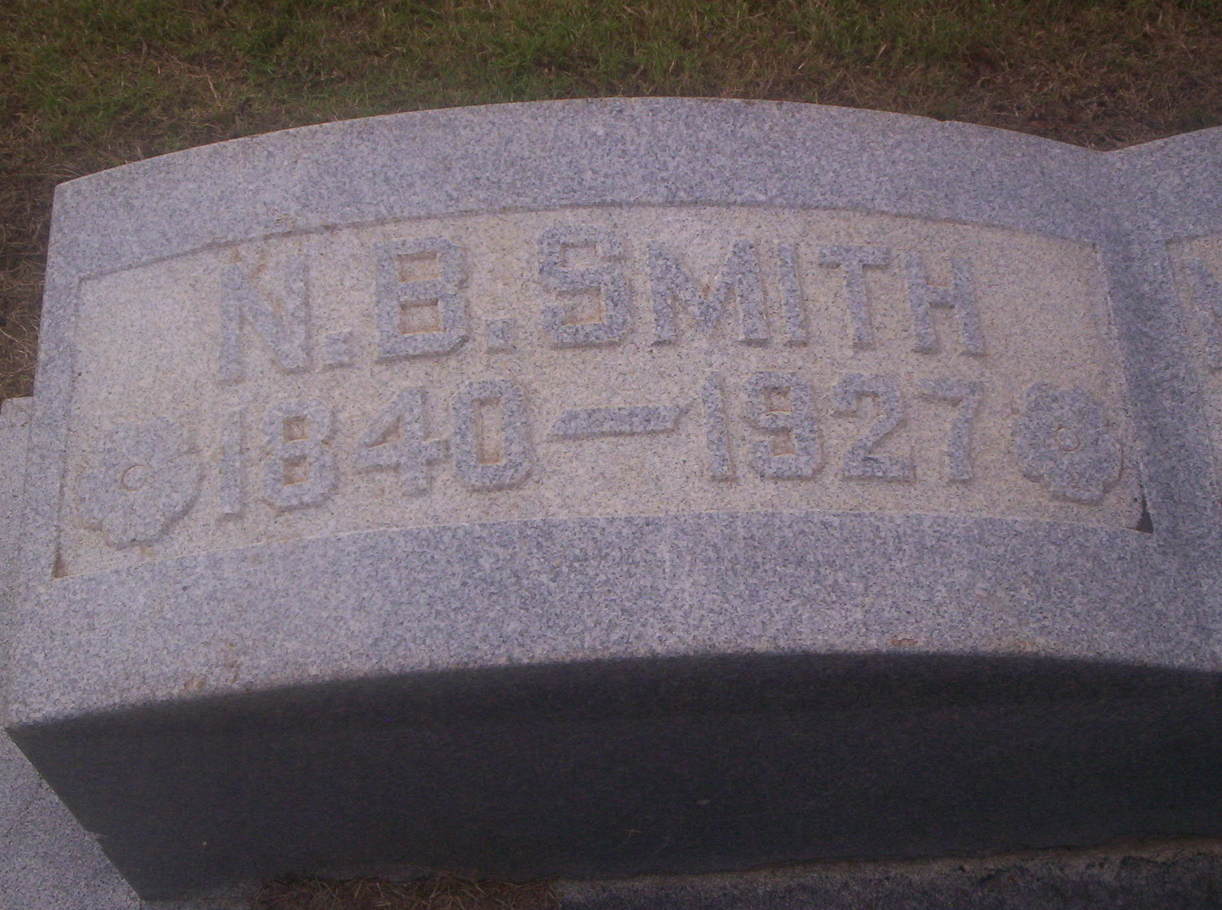 N. B. SMITH
1840 — 1927